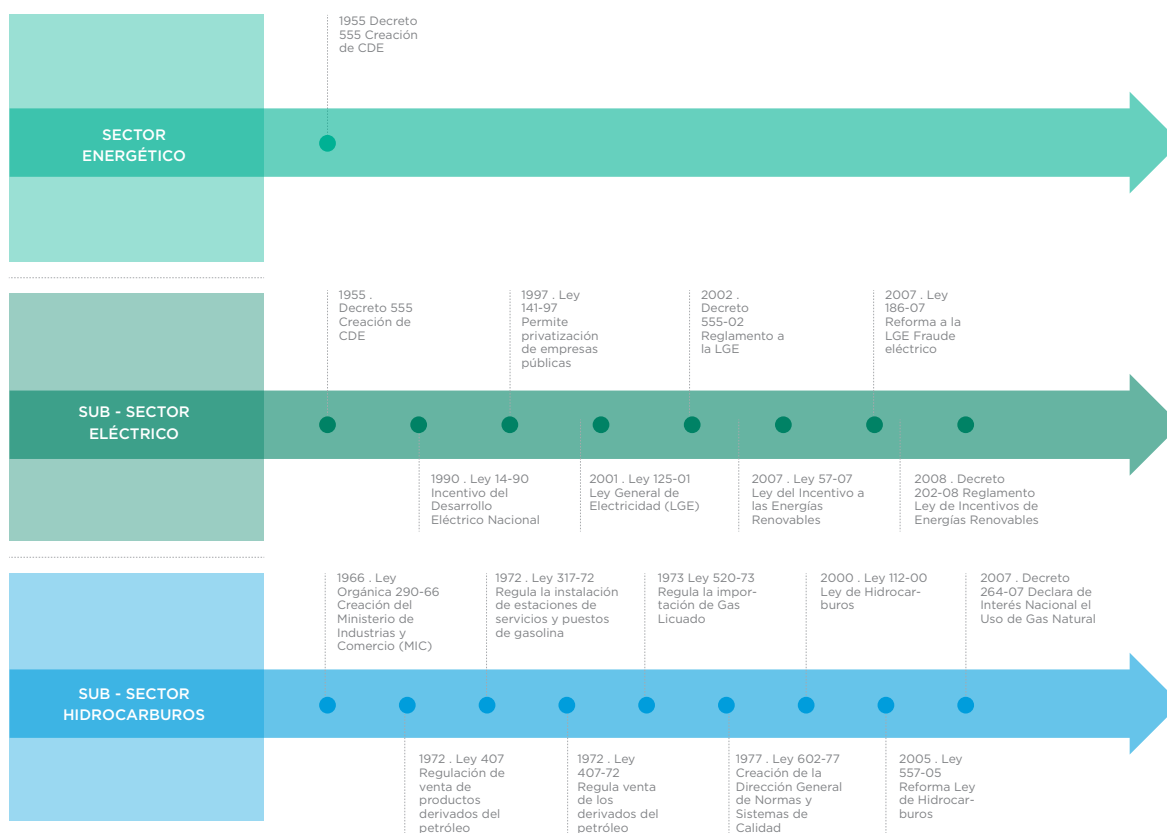 1955 Decreto
555 Creación
de CDE
SECTOR
ENERGÉTICO
1955 .
Decreto 555
Creación de
CDE
1997 . Ley
141-97
Permite
privatización
de empresas
públicas
2002 .
Decreto
555-02
Reglamento a
la LGE
2007 . Ley
186-07
Reforma a la
LGE Fraude
eléctrico
SUB - SECTOR
ELÉCTRICO
1990 . Ley 14-90
Incentivo del
Desarrollo
Eléctrico Nacional
2001 . Ley 125-01
Ley General de
Electricidad (LGE)
2007 . Ley 57-07
Ley del Incentivo a
las Energías
Renovables
2008 . Decreto
202-08 Reglamento
Ley de Incentivos de
Energías Renovables
1966 . Ley
Orgánica 290-66
Creación del
Ministerio de
Industrias y
Comercio (MIC)
1972 . Ley 317-72
Regula la instalación
de estaciones de
servicios y puestos
de gasolina
1973 Ley 520-73
Regula la impor-
tación de Gas
Licuado
2000 . Ley 112-00
Ley de Hidrocar-
buros
2007 . Decreto
264-07 Declara de
Interés Nacional el
Uso de Gas Natural
SUB - SECTOR
HIDROCARBUROS
1972 . Ley 407
Regulación de
venta de
productos
derivados del
petróleo
1972 . Ley
407-72
Regula venta
de los
derivados del
petróleo
1977 . Ley 602-77
Creación de la
Dirección General
de Normas y
Sistemas de
Calidad
2005 . Ley
557-05
Reforma Ley
de Hidrocar-
buros